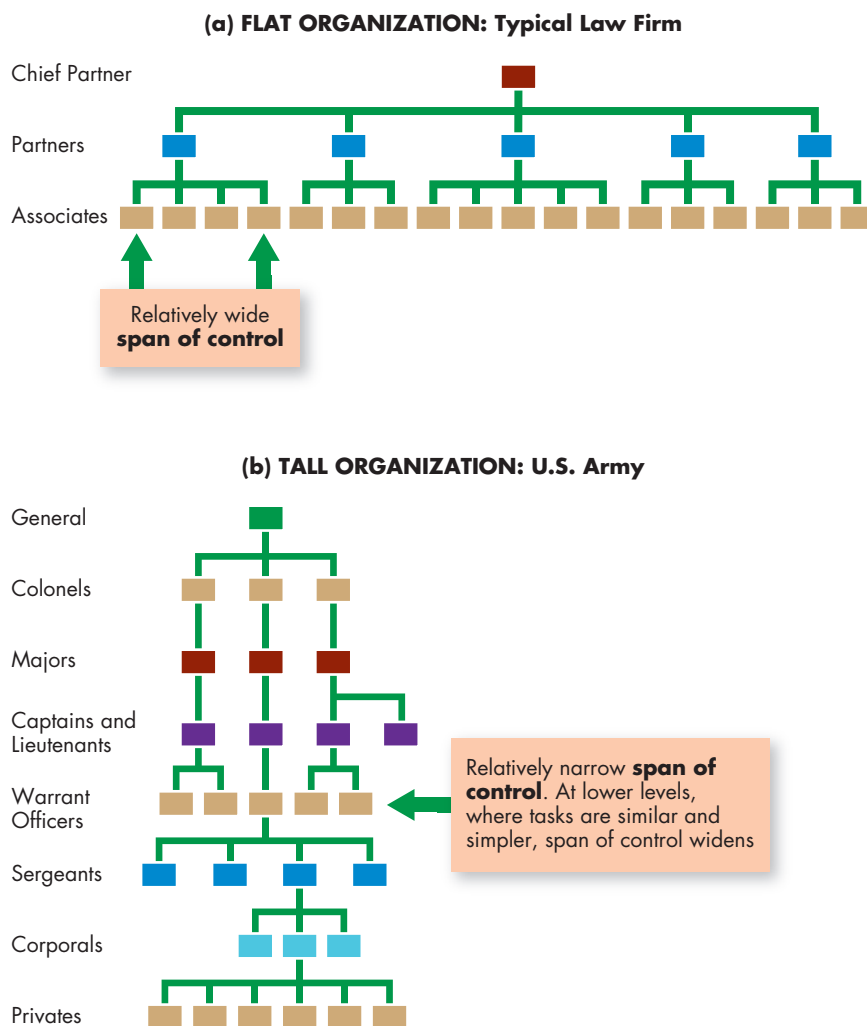 (a) FLAT ORGANIZATION: Typical Law Firm
Chief Partner
Partners
Associates
Relatively wide
span of control
(b) TALL ORGANIZATION: U.S. Army
General
Colonels
Majors
Captains and
Lieutenants
Warrant
Officers
Relatively narrow span of
control. At lower levels,
where tasks are similar and
simpler, span of control widens
Sergeants
Corporals
Privates